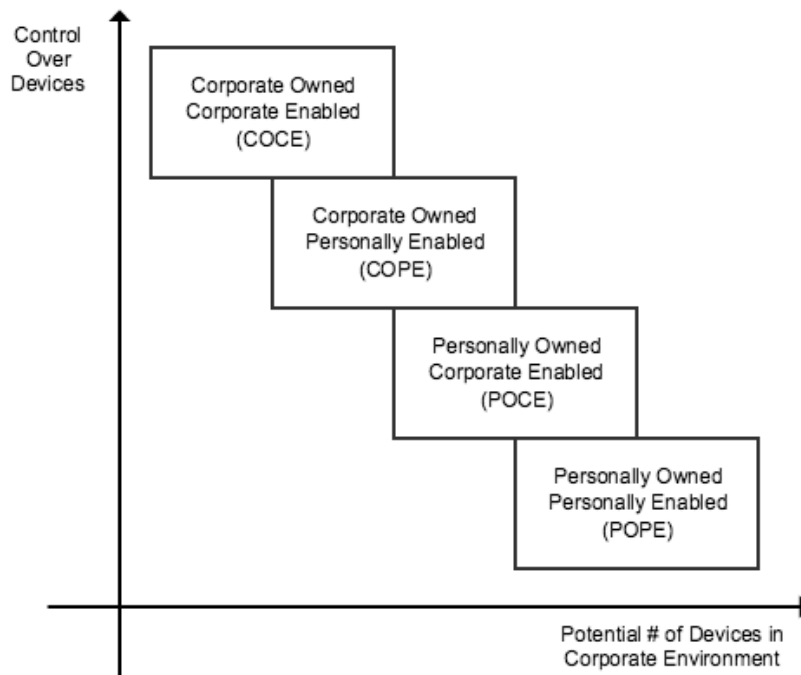 Control
Over
Devices
Corporate Owned
Corporate Enabled
(COCE)
Corporate Owned
Personally Enabled
(COPE)
Personally Owned
Corporate Enabled
(POCE)
Personally Owned
Personally Enabled
(POPE)
Potential # of Devices in
Corporate Environment